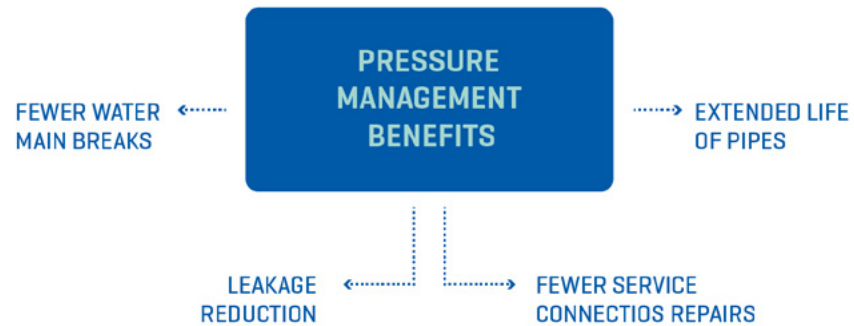 PRESSURE
MANAGEMENT
BENEFITS
FEWER WATER
MAIN BREAKS
EXTENDED LIFE
OF PIPES
LEAKAGE
REDUCTION
FEWER SERVICE
CONNECTIOS REPAIRS